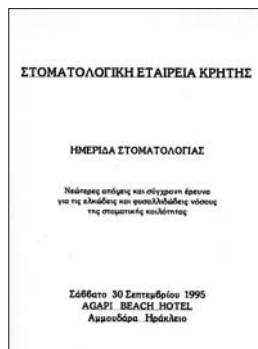 ΣΤΟΜΑΤΟΛΟΓΙΚΗ ΕΤΑΙΡΕΙΑ ΚΡΗΤΗΣ
ΗΜΕΡΙΔΑ ΣΤΟΜΑΤΟΛΟΓΙΑΣ
Νεώτερες απόψεις και σύγχρονη έρευνα
για τις ελκώδεις και φυσαλλιδώδεις νόσους
της στοματικής κοιλότητας
Σάββατο 30 Σεπτεμβρίου 1995
AGAPI BEACH HOTEL
Αμμουδάρα Ηράκλειο